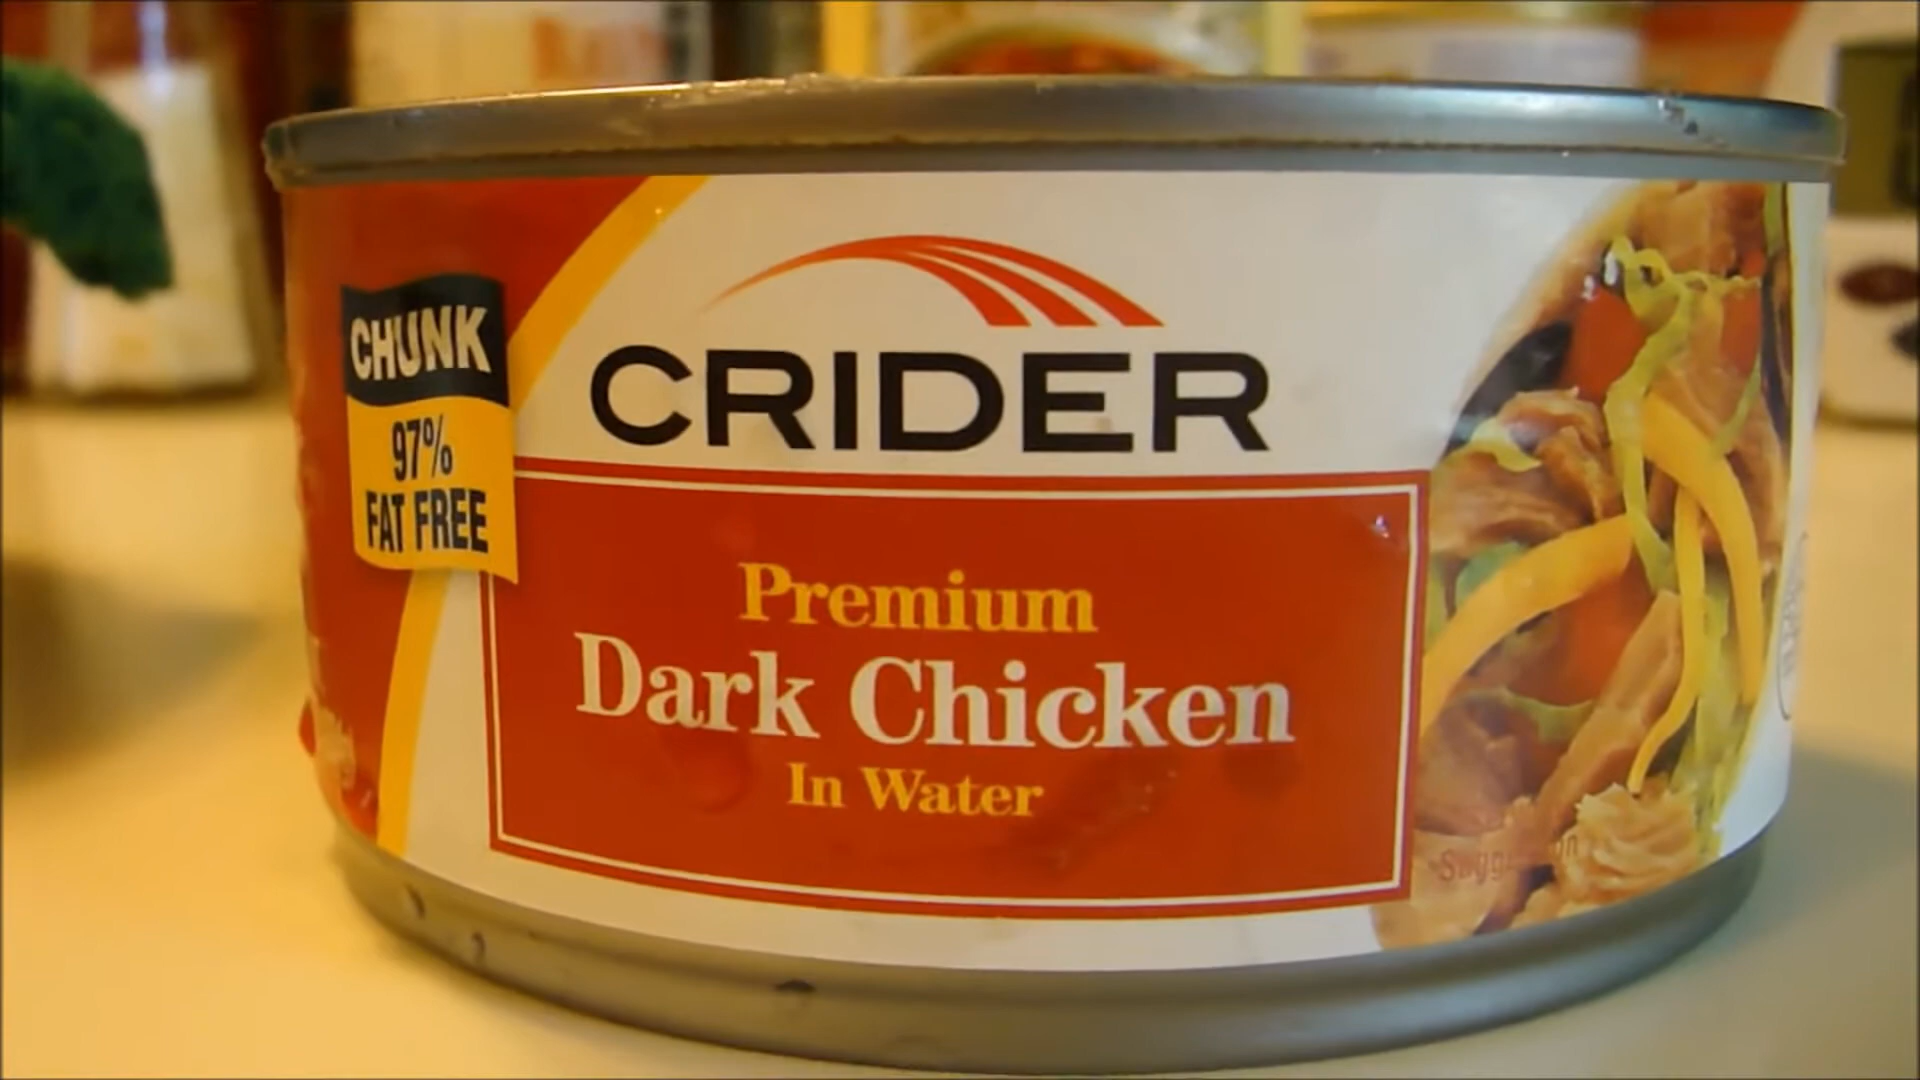 CHUNK
97%
FAT FREE
CRIDER
Premium
Dark Chicken
In Water